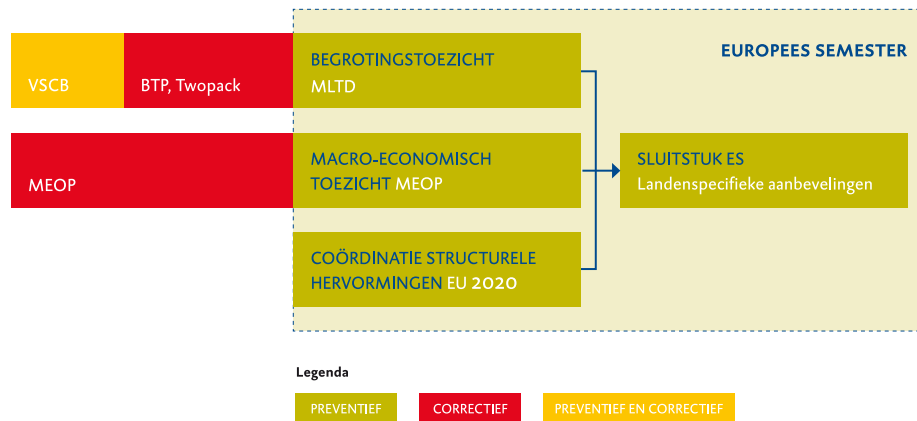 EUROPEES SEMESTER
VSCB
BTP, Twopack
BEGROTINGSTOEZICHT
MLTD
MEOP
MACRO-ECONOMISCH
TOEZICHT MEOP
SLUITSTUK ES
Landenspecifieke aanbevelingen
COÖRDINATIE STRUCTURELE
HERVORMINGEN EU 2020
Legenda
PREVENTIEF
CORRECTIEF
PREVENTIEF EN CORRECTIEF